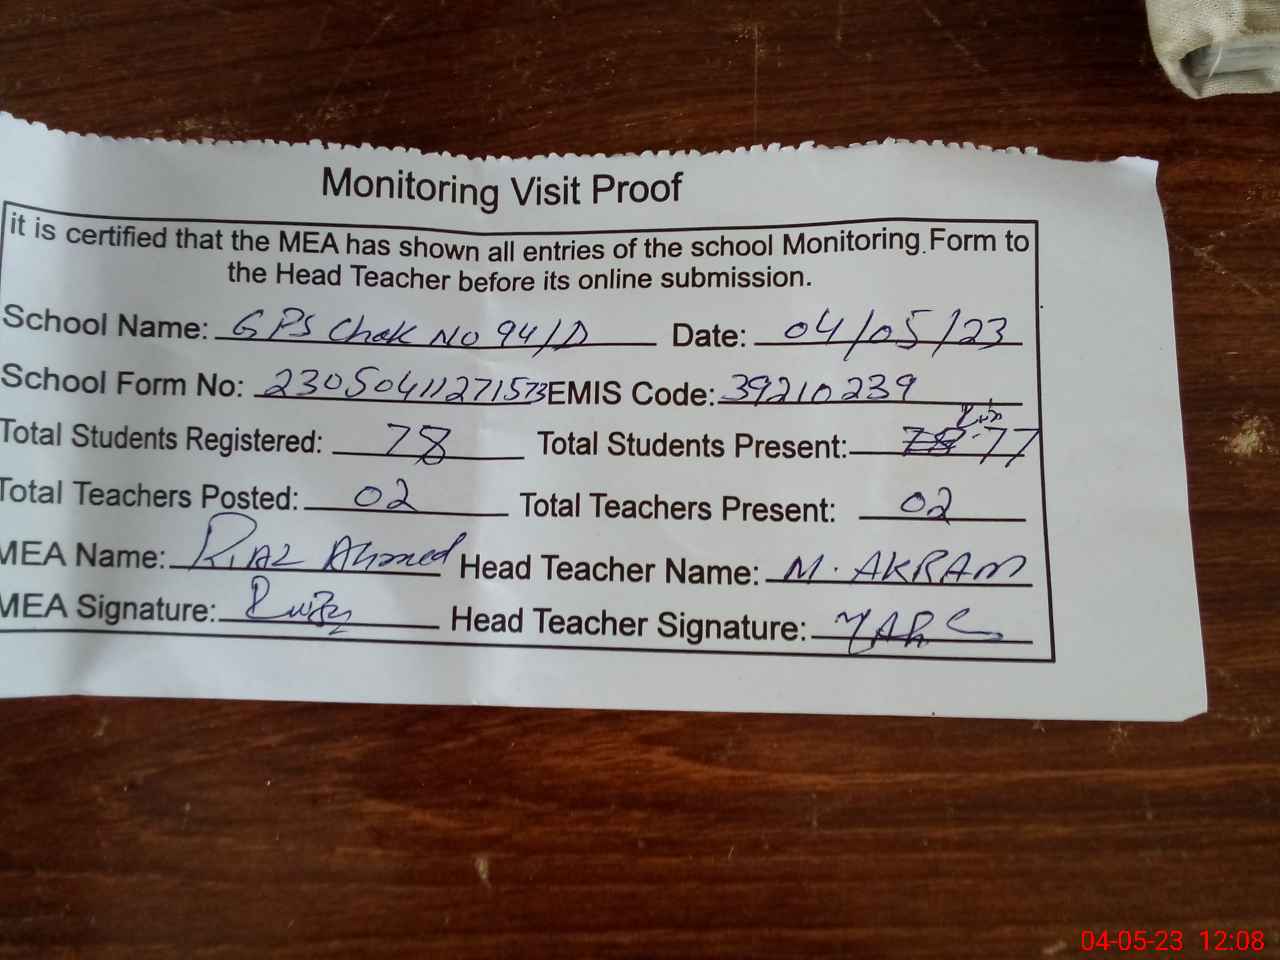 Monitoring Visit Proof
it is certified that the MEA has shown all entries of the school Monitoring Form to
the Head Teacher before its online submission.
School Name: GPS Chak No 94/D Date: 04/05/23
School Form No: 23050411271573 EMIS Code: 39210239
Total Students Registered: 78 Total Students Present: 77
Total Teachers Posted: 02 Total Teachers Present: 02
MEA Name: Riaz Ahmed Head Teacher Name: M. AKRAM
MEA Signature: Head Teacher Signature:
04-05-23 12:08